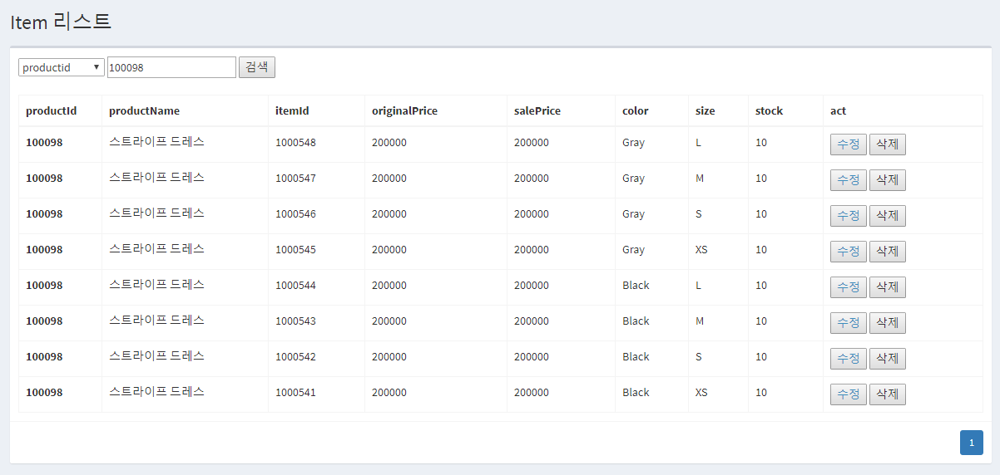 Item 리스트
productid 100098 검색
productId productName itemId originalPrice salePrice color size stock act
100098 스트라이프 드레스 1000548 200000 200000 Gray L 10 수정 삭제
100098 스트라이프 드레스 1000547 200000 200000 Gray M 10 수정 삭제
100098 스트라이프 드레스 1000546 200000 200000 Gray S 10 수정 삭제
100098 스트라이프 드레스 1000545 200000 200000 Gray XS 10 수정 삭제
100098 스트라이프 드레스 1000544 200000 200000 Black L 10 수정 삭제
100098 스트라이프 드레스 1000543 200000 200000 Black M 10 수정 삭제
100098 스트라이프 드레스 1000542 200000 200000 Black S 10 수정 삭제
100098 스트라이프 드레스 1000541 200000 200000 Black XS 10 수정 삭제
1